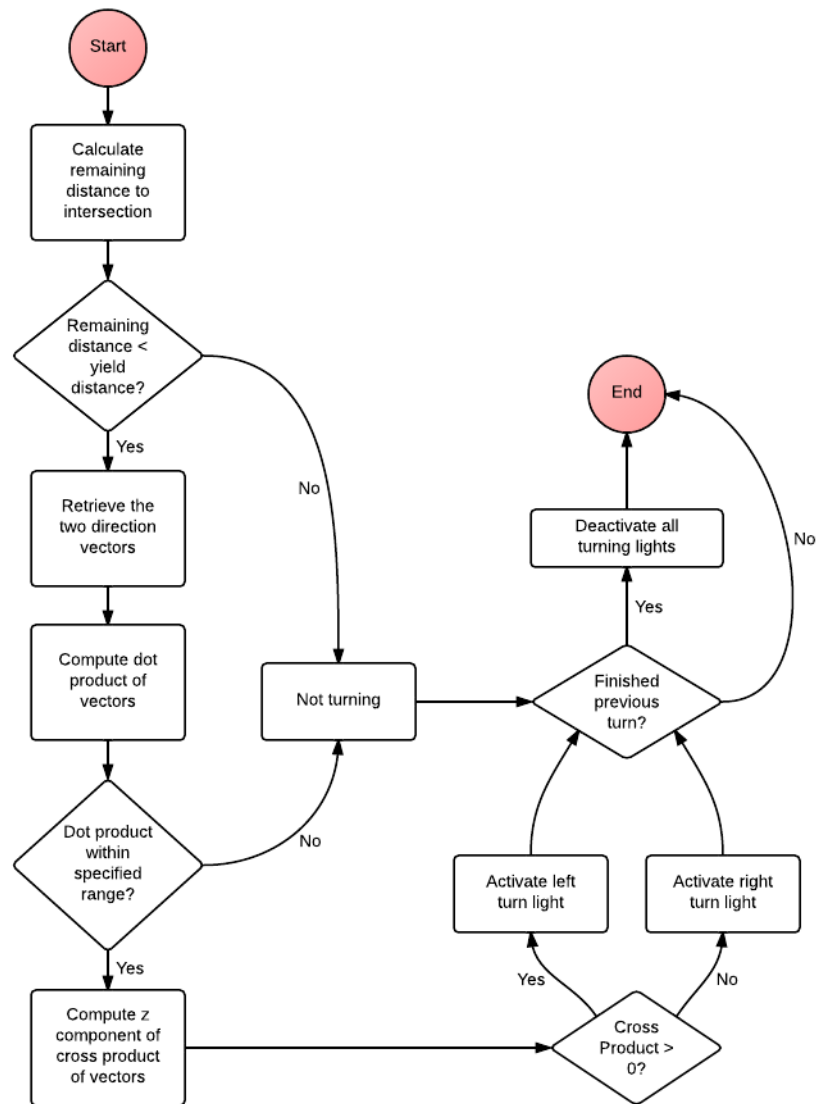 Start
Calculate
remaining
distance to
intersection
Remaining
distance <
yield
distance?
Yes
No
Retrieve the
two direction
vectors
Compute dot
product of
vectors
Dot product
within
specified
range?
No
Yes
Compute z
component of
cross product
of vectors
Not turning
End
Deactivate all
turning lights
No
Yes
Finished
previous
turn?
Activate left
turn light
Activate right
turn light
Yes
No
Cross
Product >
0?